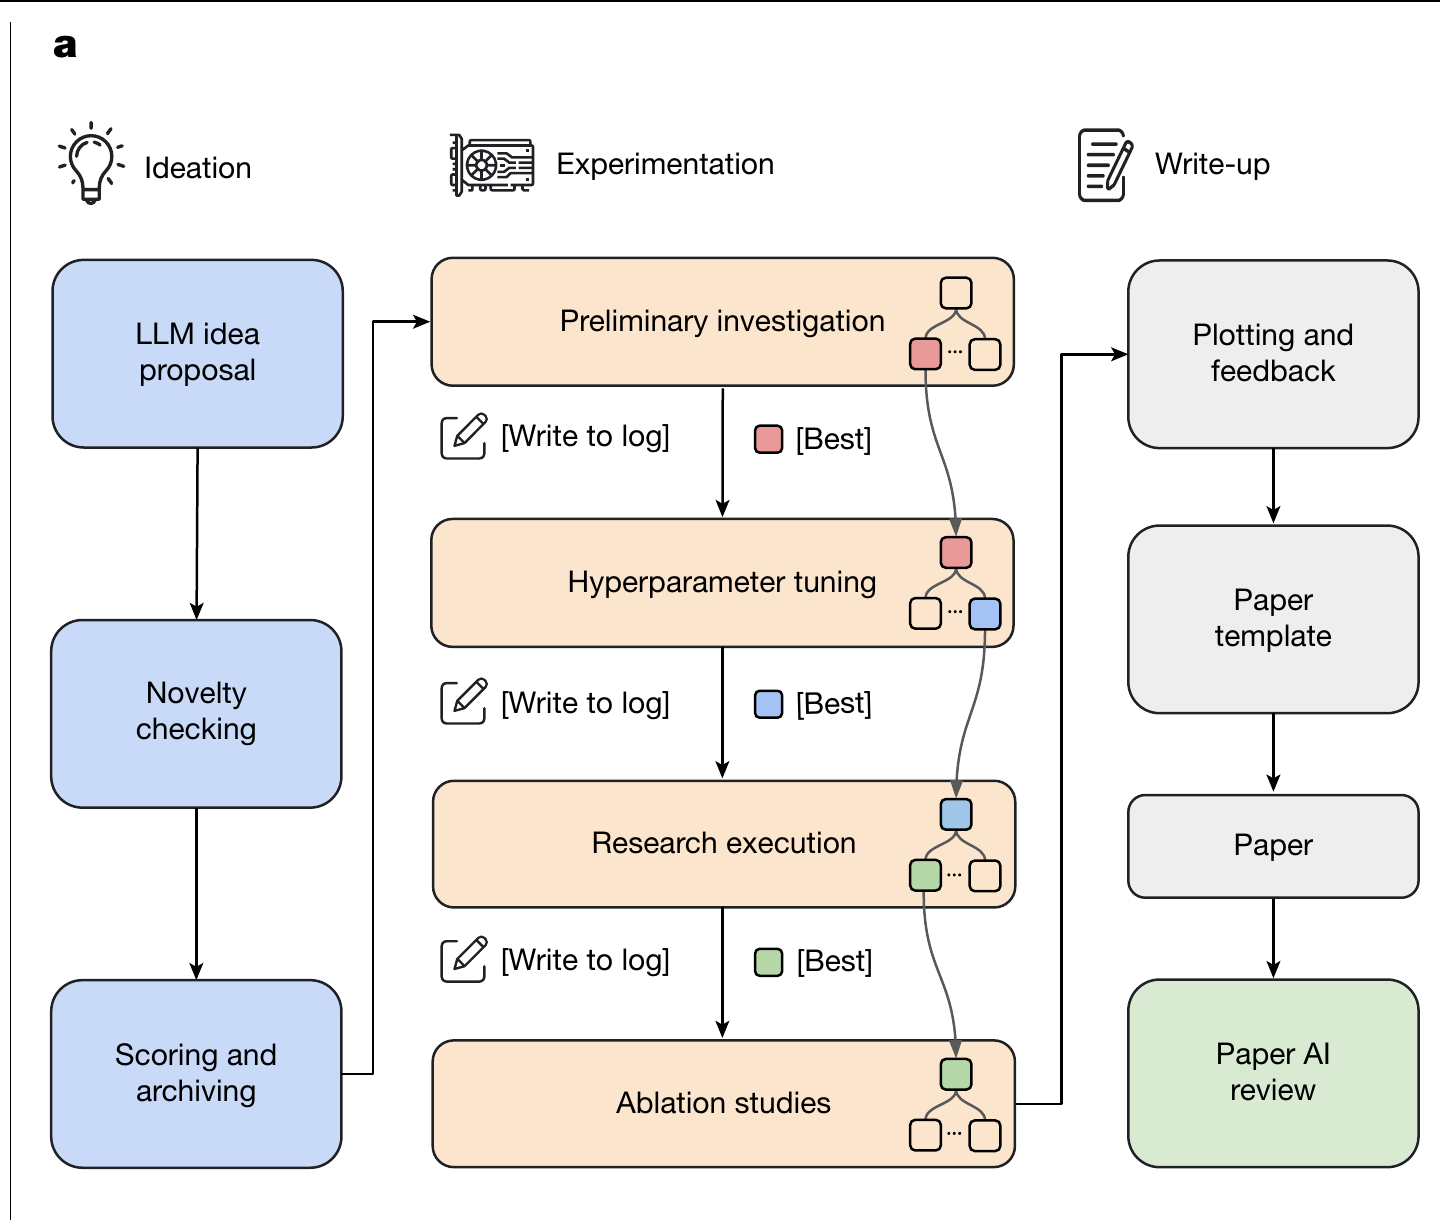 a
Ideation
Experimentation
Write-up
LLM idea
proposal
Novelty
checking
Scoring and
archiving
Preliminary investigation
[Write to log]
[Best]
Hyperparameter tuning
[Write to log]
[Best]
Research execution
[Write to log]
[Best]
Ablation studies
Plotting and
feedback
Paper
template
Paper
Paper AI
review